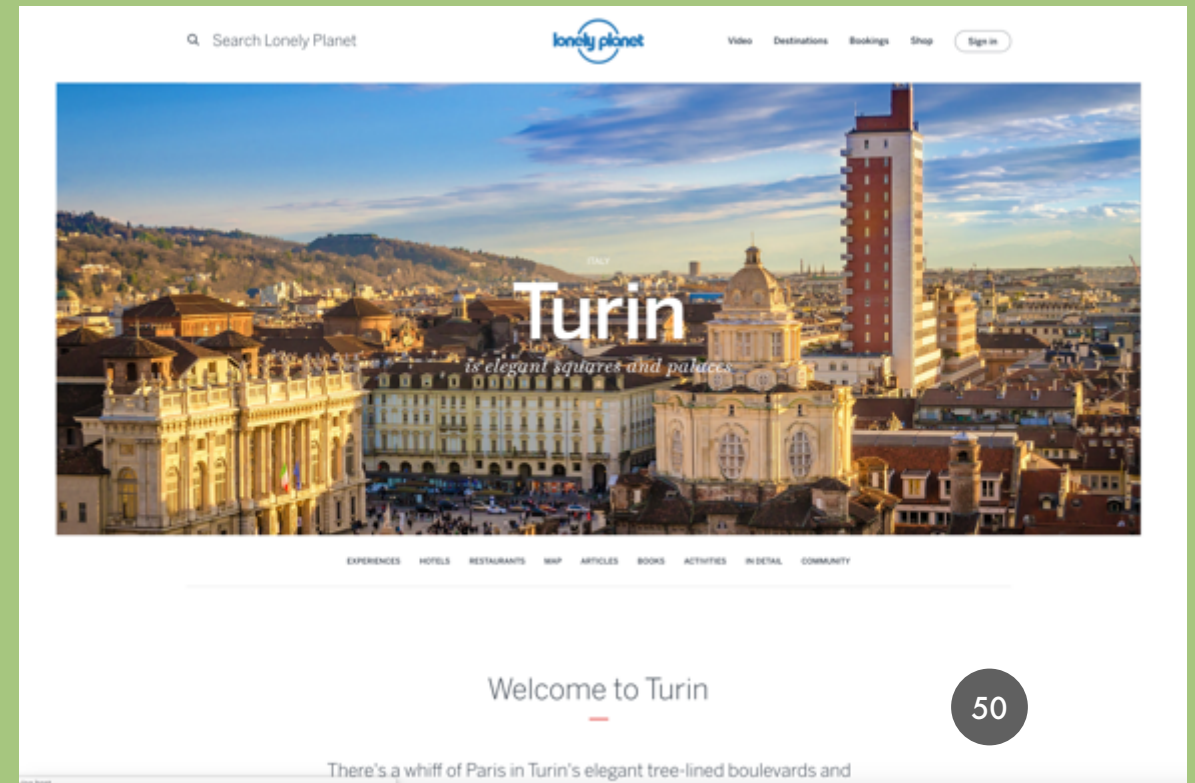 Search Lonely Planet
lonely planet
Video Destinations Bookings Shop Sign in
ITALY
Turin
is elegant squares and palaces
EXPERIENCES HOTELS RESTAURANTS MAP ARTICLES BOOKS ACTIVITIES IN DETAIL COMMUNITY
Welcome to Turin
50
There's a whiff of Paris in Turin's elegant tree-lined boulevards and